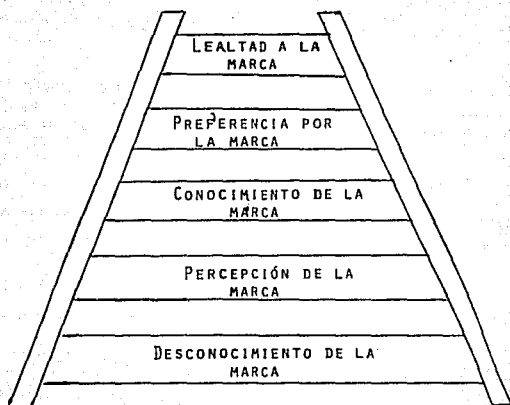 LEALTAD A LA
MARCA
PREFERENCIA POR
LA MARCA
CONOCIMIENTO DE LA
MARCA
PERCEPCIÓN DE LA
MARCA
DESCONOCIMIENTO DE LA
MARCA